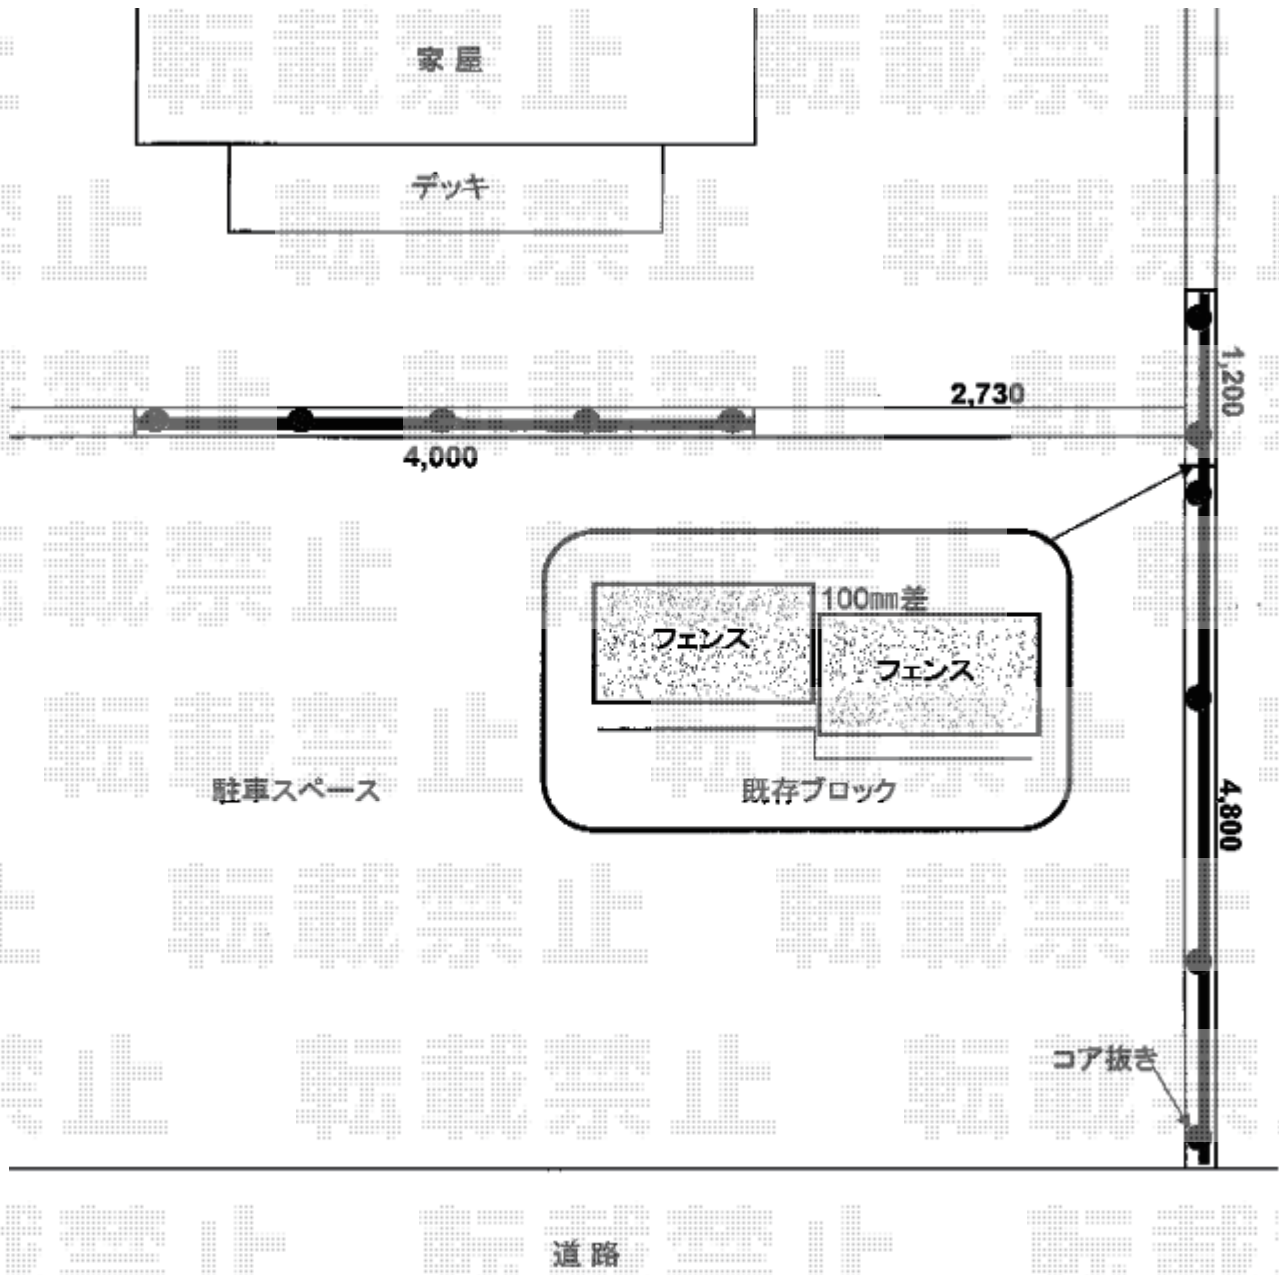 家屋
デッキ
2,730
1,200
4,000
100mm差
フェンス
フェンス
駐車スペース
既存ブロック
4,800
コア抜き
道路
転載禁止